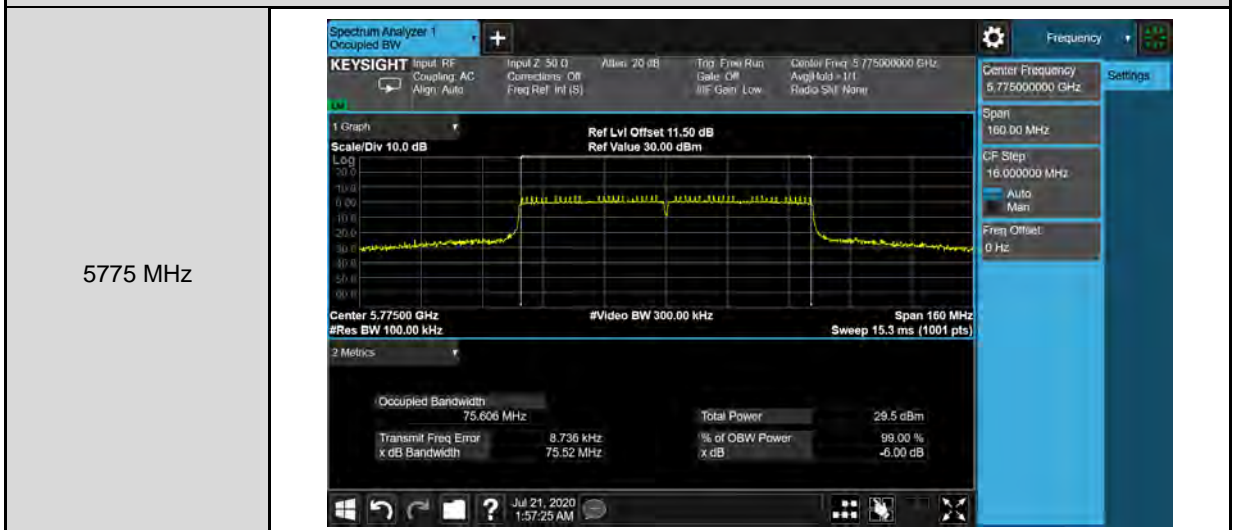 5775 MHz
Spectrum Analyzer 1
Occupied BW
+
Frequency
KEYSIGHT
Input: RF
Coupling: AC
Align: Auto
Input Z: 50 Ω
Corrections: Off
Freq Ref: Int (S)
Atten: 20 dB
Trig: Free Run
Gate: Off
#IF Gain: Low
Center Freq: 5.775000000 GHz
Avg|Hold: 1/1
Radio Std: None
Center Frequency
5.775000000 GHz
Settings
Span
160.00 MHz
CF Step
16.000000 MHz
Auto
Man
Freq Offset
0 Hz
1 Graph
Scale/Div 10.0 dB
Ref Lvl Offset 11.50 dB
Ref Value 30.00 dBm
Log
20.0
10.0
0.00
Center 5.77500 GHz
#Video BW 300.00 kHz
Span 160 MHz
#Res BW 100.00 kHz
Sweep 15.3 ms (1001 pts)
2 Metrics
Occupied Bandwidth
75.606 MHz
Total Power 29.5 dBm
Transmit Freq Error 8.736 kHz
% of OBW Power 99.00 %
x dB Bandwidth 75.52 MHz
x dB -6.00 dB
?
Jul 21, 2020
1:57:25 AM